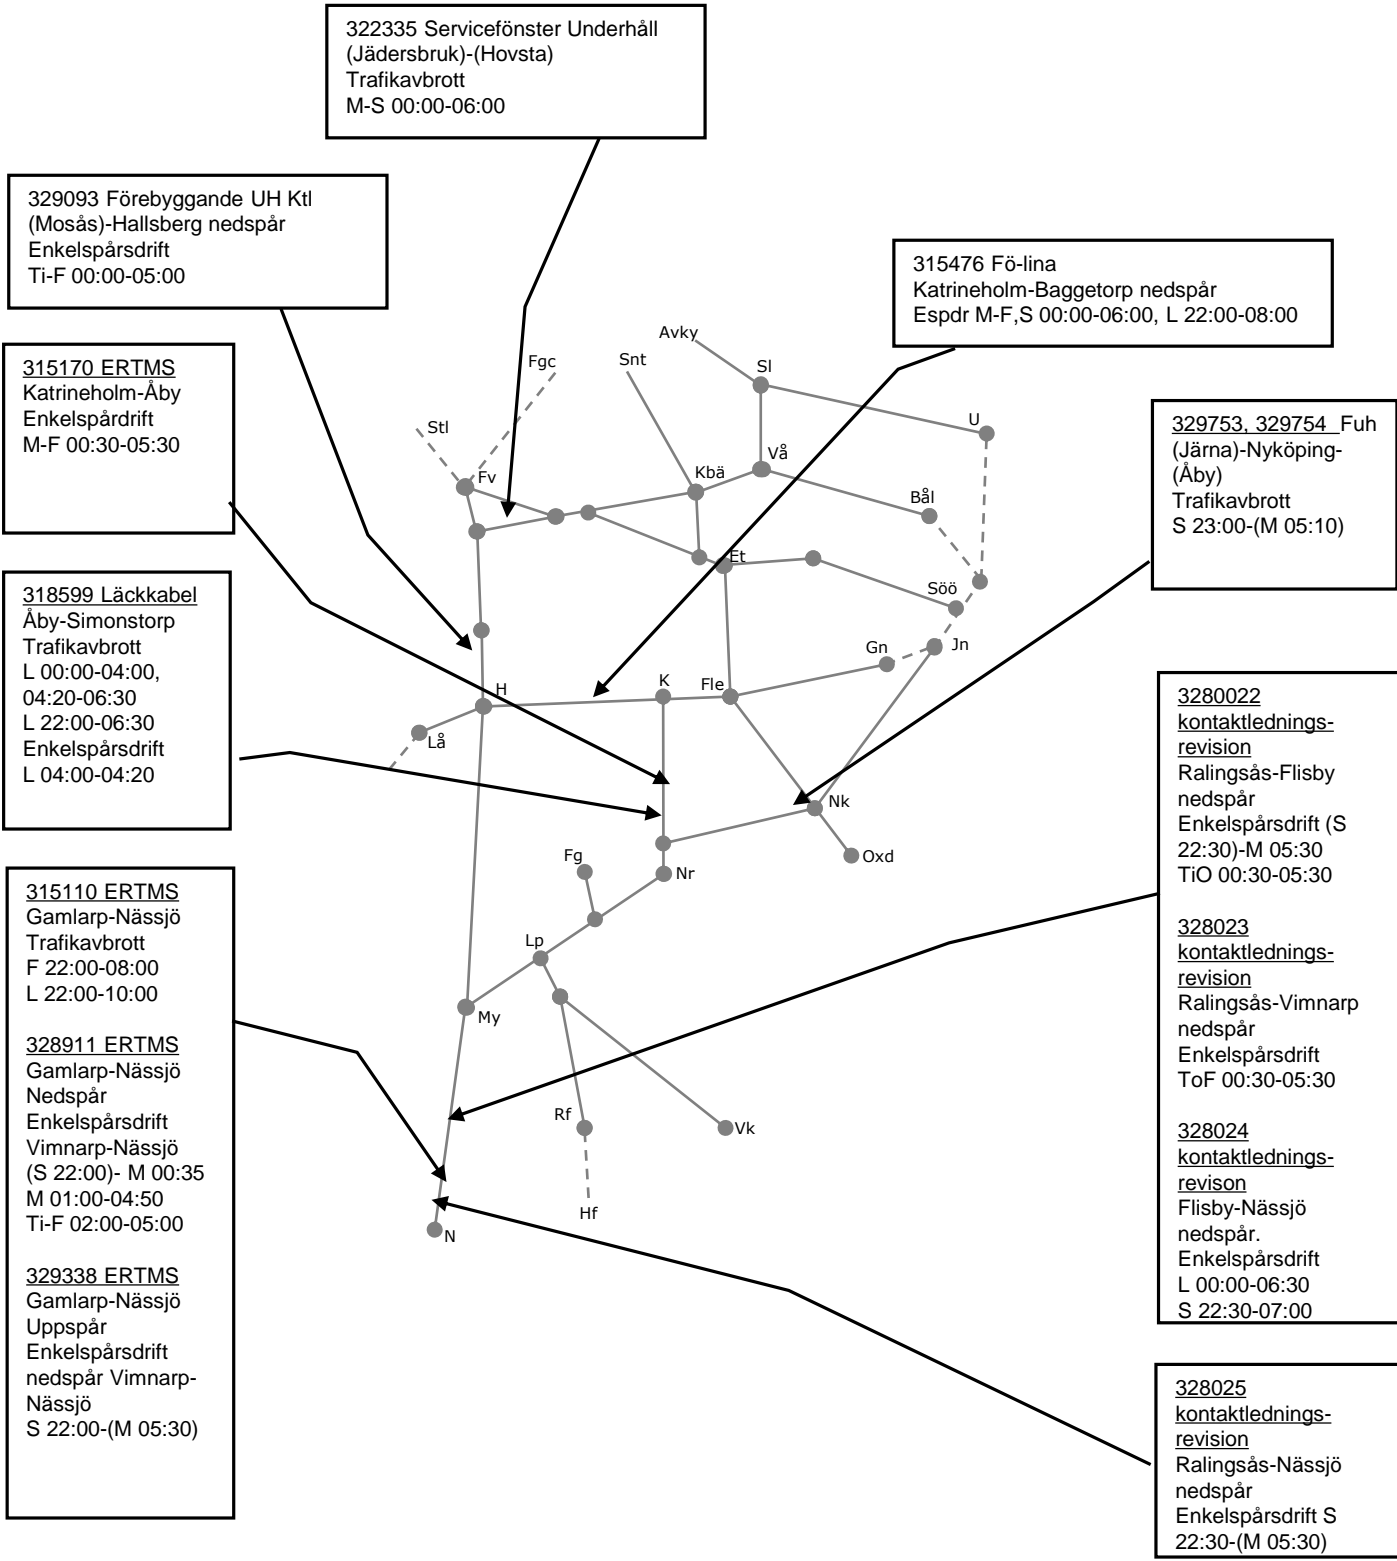 322335 Servicefönster Underhåll
(Jädersbruk)-(Hovsta)
Trafikavbrott
M-S 00:00-06:00
329093 Förebyggande UH Ktl
(Mosås)-Hallsberg nedspår
Enkelspårsdrift
Ti-F 00:00-05:00
315476 Fö-lina
Katrineholm-Baggetorp nedspår
Espdr M-F,S 00:00-06:00, L 22:00-08:00
315170 ERTMS
Katrineholm-Åby
Enkelspårdrift
M-F 00:30-05:30
329753, 329754 Fuh
(Järna)-Nyköping-
(Åby)
Trafikavbrott
S 23:00-(M 05:10)
318599 Läckkabel
Åby-Simonstorp
Trafikavbrott
L 00:00-04:00,
04:20-06:30
L 22:00-06:30
Enkelspårsdrift
L 04:00-04:20
3280022
kontaktlednings-
revision
Ralingsås-Flisby
nedspår
Enkelspårsdrift (S
22:30)-M 05:30
TiO 00:30-05:30
328023
kontaktlednings-
revision
Ralingsås-Vimnarp
nedspår
Enkelspårsdrift
ToF 00:30-05:30
328024
kontaktlednings-
revison
Flisby-Nässjö
nedspår.
Enkelspårsdrift
L 00:00-06:30
S 22:30-07:00
315110 ERTMS
Gamlarp-Nässjö
Trafikavbrott
F 22:00-08:00
L 22:00-10:00
328911 ERTMS
Gamlarp-Nässjö
Nedspår
Enkelspårsdrift
Vimnarp-Nässjö
(S 22:00)- M 00:35
M 01:00-04:50
Ti-F 02:00-05:00
329338 ERTMS
Gamlarp-Nässjö
Uppspår
Enkelspårsdrift
nedspår Vimnarp-
Nässjö
S 22:00-(M 05:30)
328025
kontaktlednings-
revision
Ralingsås-Nässjö
nedspår
Enkelspårsdrift S
22:30-(M 05:30)
Avky
Snt
Fgc
Sl
Stl
U
Vå
Fv
Kbä
Bål
Et
Söö
Jn
Gn
H
K
Fle
Lå
Nk
Oxd
Fg
Nr
Lp
My
Rf
Vk
Hf
N